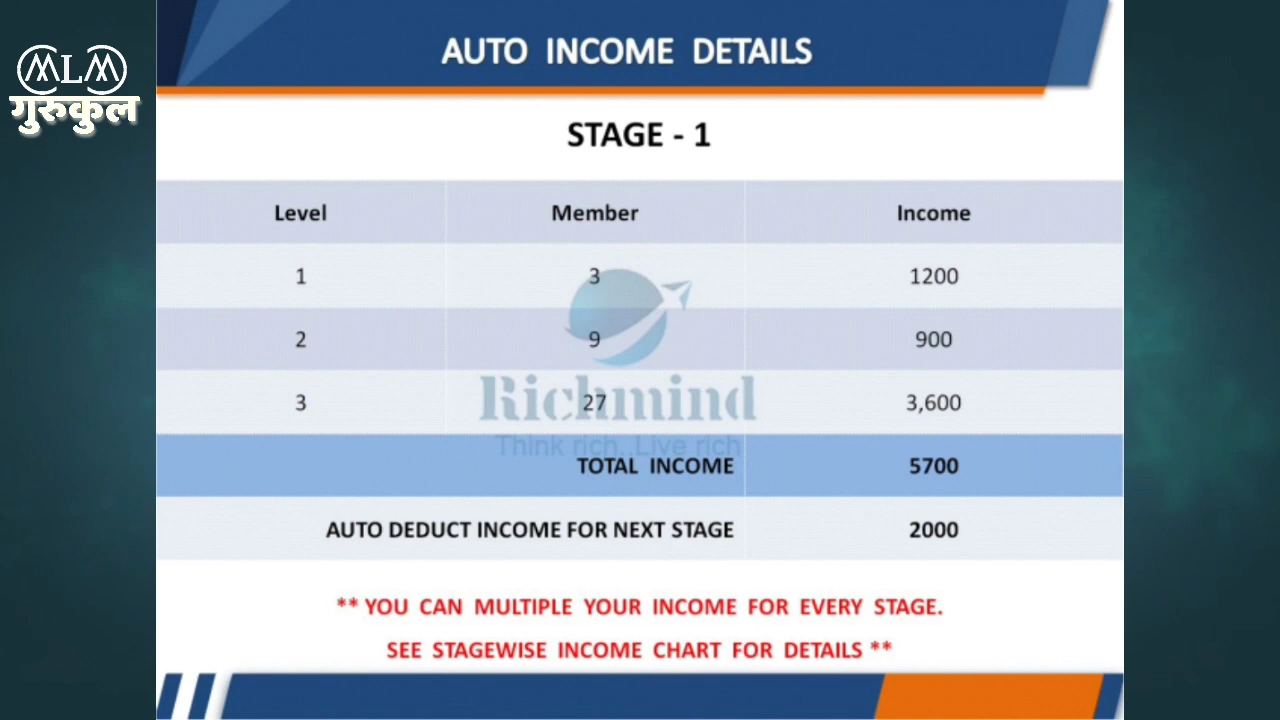 MLM
गुरुकुल
AUTO INCOME DETAILS
STAGE - 1
Level Member Income
1 3 1200
2 9 900
3 27 3,600
Richmind
Think rich..Live rich
TOTAL INCOME 5700
AUTO DEDUCT INCOME FOR NEXT STAGE 2000
** YOU CAN MULTIPLE YOUR INCOME FOR EVERY STAGE.
SEE STAGEWISE INCOME CHART FOR DETAILS **